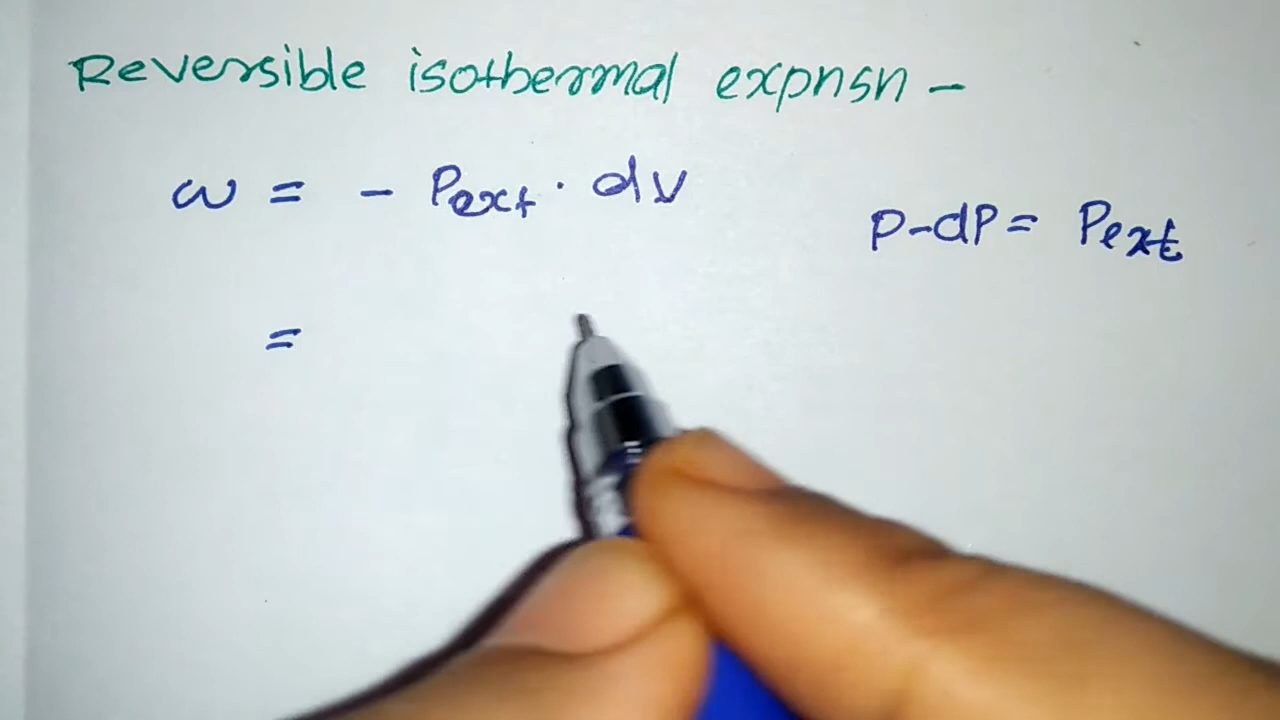 Reversible isothermal expnsn -
w = - Pext . dv
P-dP = Pext
=